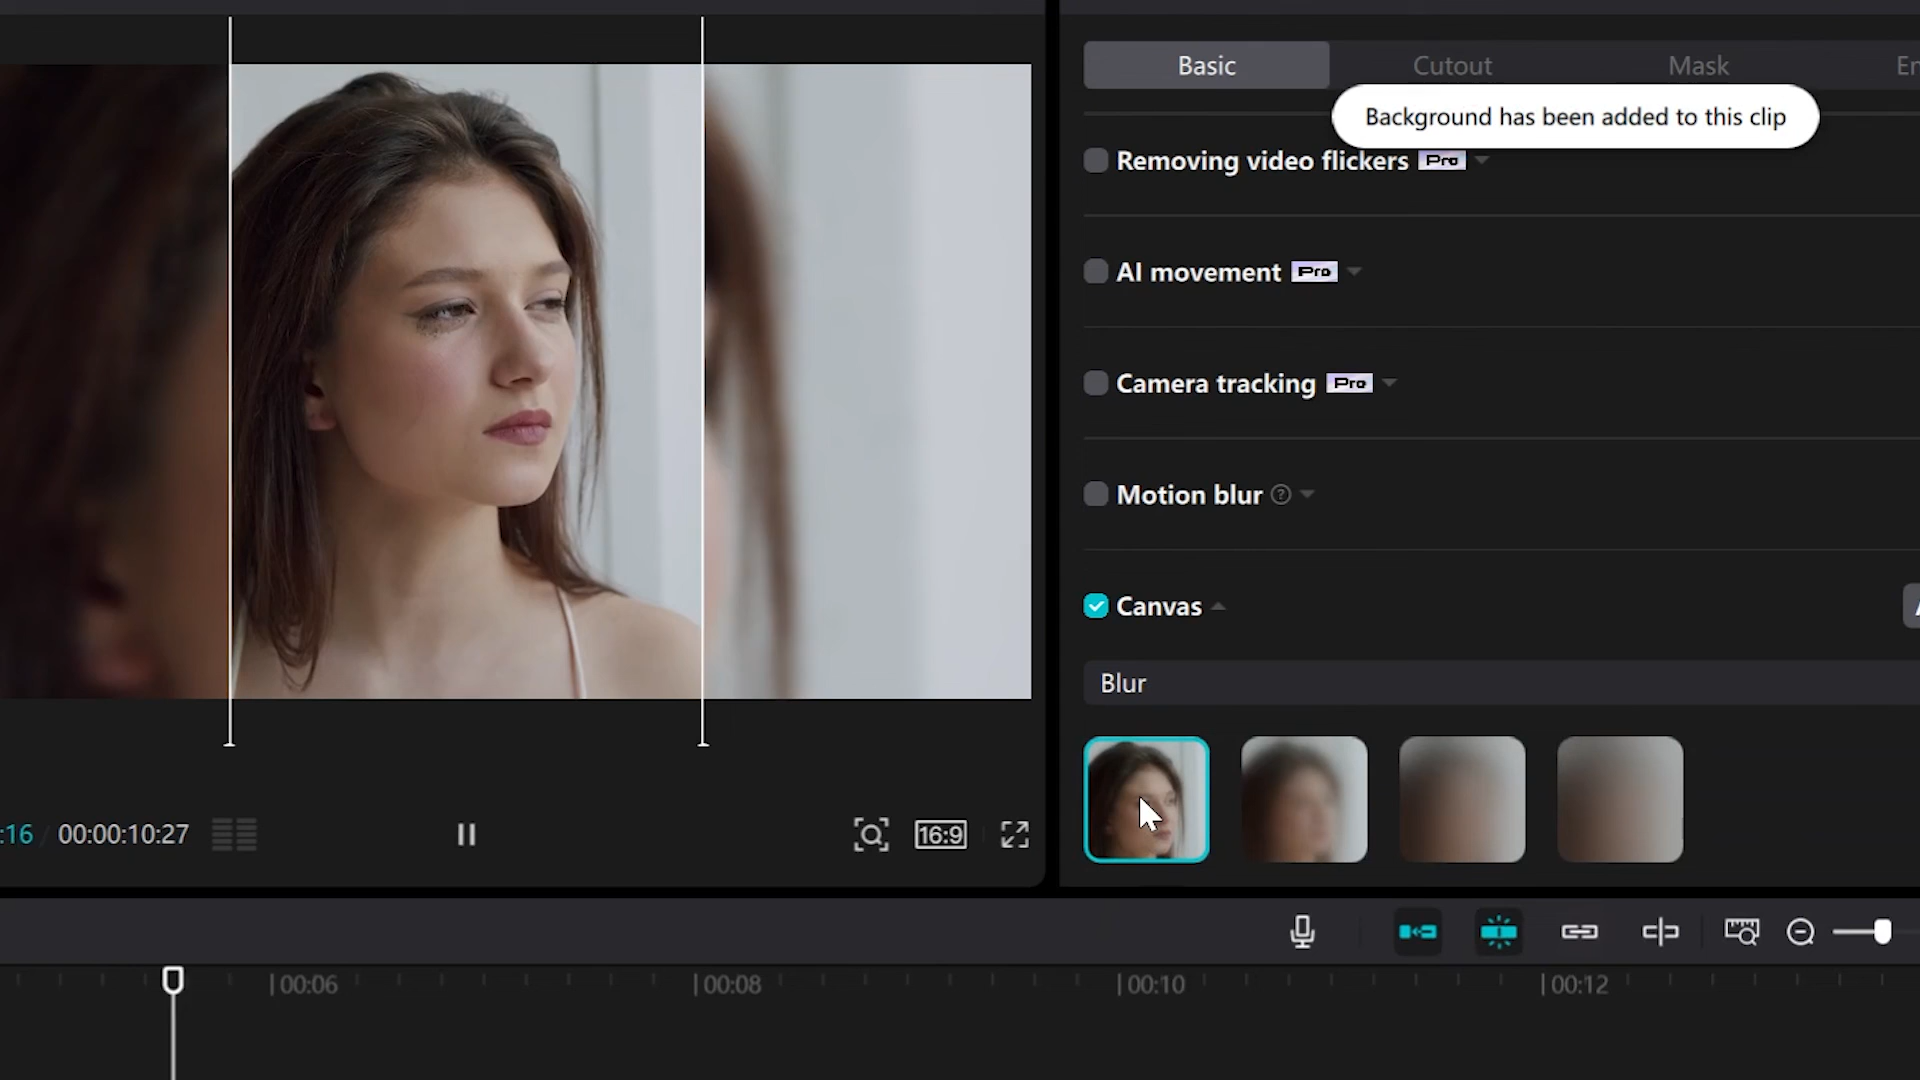 Basic
Cutout
Mask
Background has been added to this clip
Removing video flickers Pro
AI movement Pro
Camera tracking Pro
Motion blur ?
Canvas
Blur
:16 / 00:00:10:27
16:9
00:06
00:08
00:10
00:12